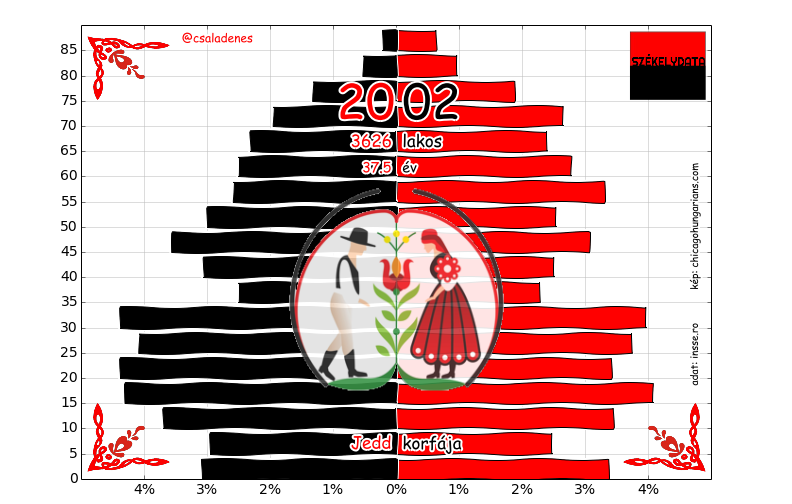 @csaladenes
SZÉKELYDATA
2002
3626 lakos
37.5 év
kép: chicagohungarians.com
adat: insse.ro
Jedd korfája
85
80
75
70
65
60
55
50
45
40
35
30
25
20
15
10
5
0
4% 3% 2% 1% 0% 1% 2% 3% 4%